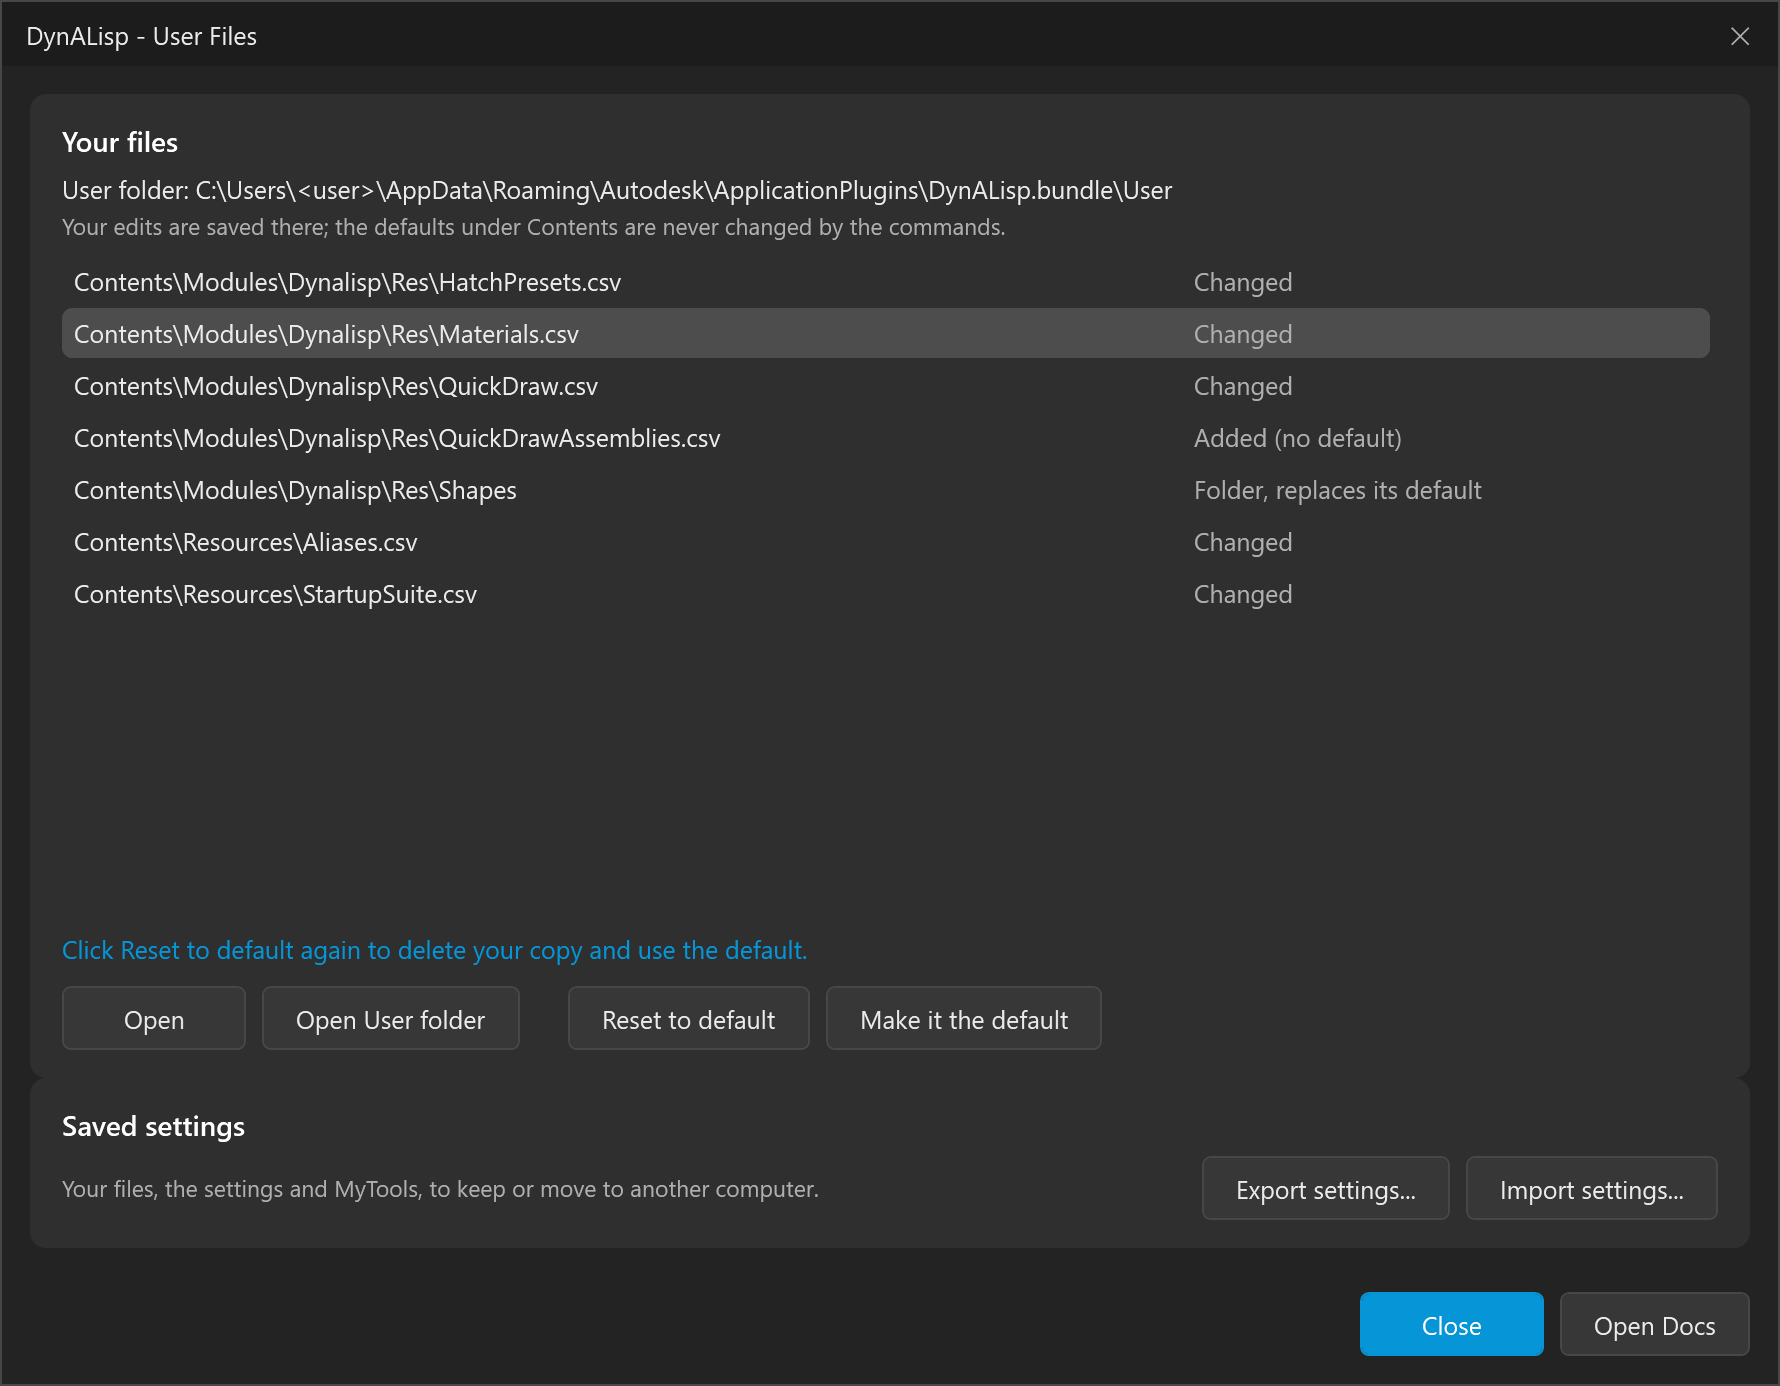 DynALisp - User Files
Your files
User folder: C:\Users\<user>\AppData\Roaming\Autodesk\ApplicationPlugins\DynALisp.bundle\User
Your edits are saved there; the defaults under Contents are never changed by the commands.
Contents\Modules\Dynalisp\Res\HatchPresets.csv Changed
Contents\Modules\Dynalisp\Res\Materials.csv Changed
Contents\Modules\Dynalisp\Res\QuickDraw.csv Changed
Contents\Modules\Dynalisp\Res\QuickDrawAssemblies.csv Added (no default)
Contents\Modules\Dynalisp\Res\Shapes Folder, replaces its default
Contents\Resources\Aliases.csv Changed
Contents\Resources\StartupSuite.csv Changed
Click Reset to default again to delete your copy and use the default.
Open Open User folder Reset to default Make it the default
Saved settings
Your files, the settings and MyTools, to keep or move to another computer. Export settings... Import settings...
Close Open Docs